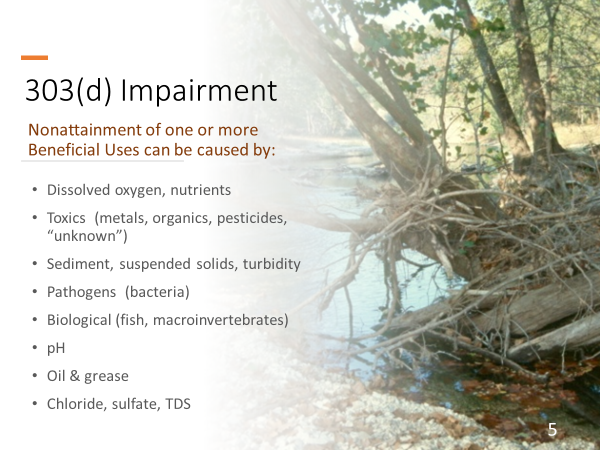 303(d) Impairment
Nonattainment of one or more
Beneficial Uses can be caused by:
• Dissolved oxygen, nutrients
• Toxics (metals, organics, pesticides,
“unknown”)
• Sediment, suspended solids, turbidity
• Pathogens (bacteria)
• Biological (fish, macroinvertebrates)
• pH
• Oil & grease
• Chloride, sulfate, TDS
5